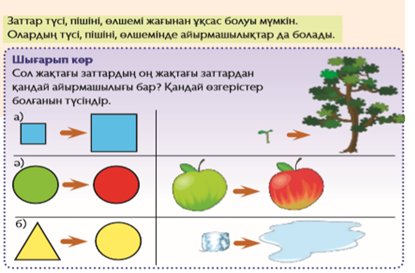 Заттар түсі, пішіні, өлшемі жағынан ұқсас болуы мүмкін.
Олардың түсі, пішіні, өлшемінде айырмашылықтар да болады.
Шығарып көр
Сол жақтағы заттардың оң жақтағы заттардан
қандай айырмашылығы бар? Қандай өзгерістер
болғанын түсіндір.
а)
ә)
б)